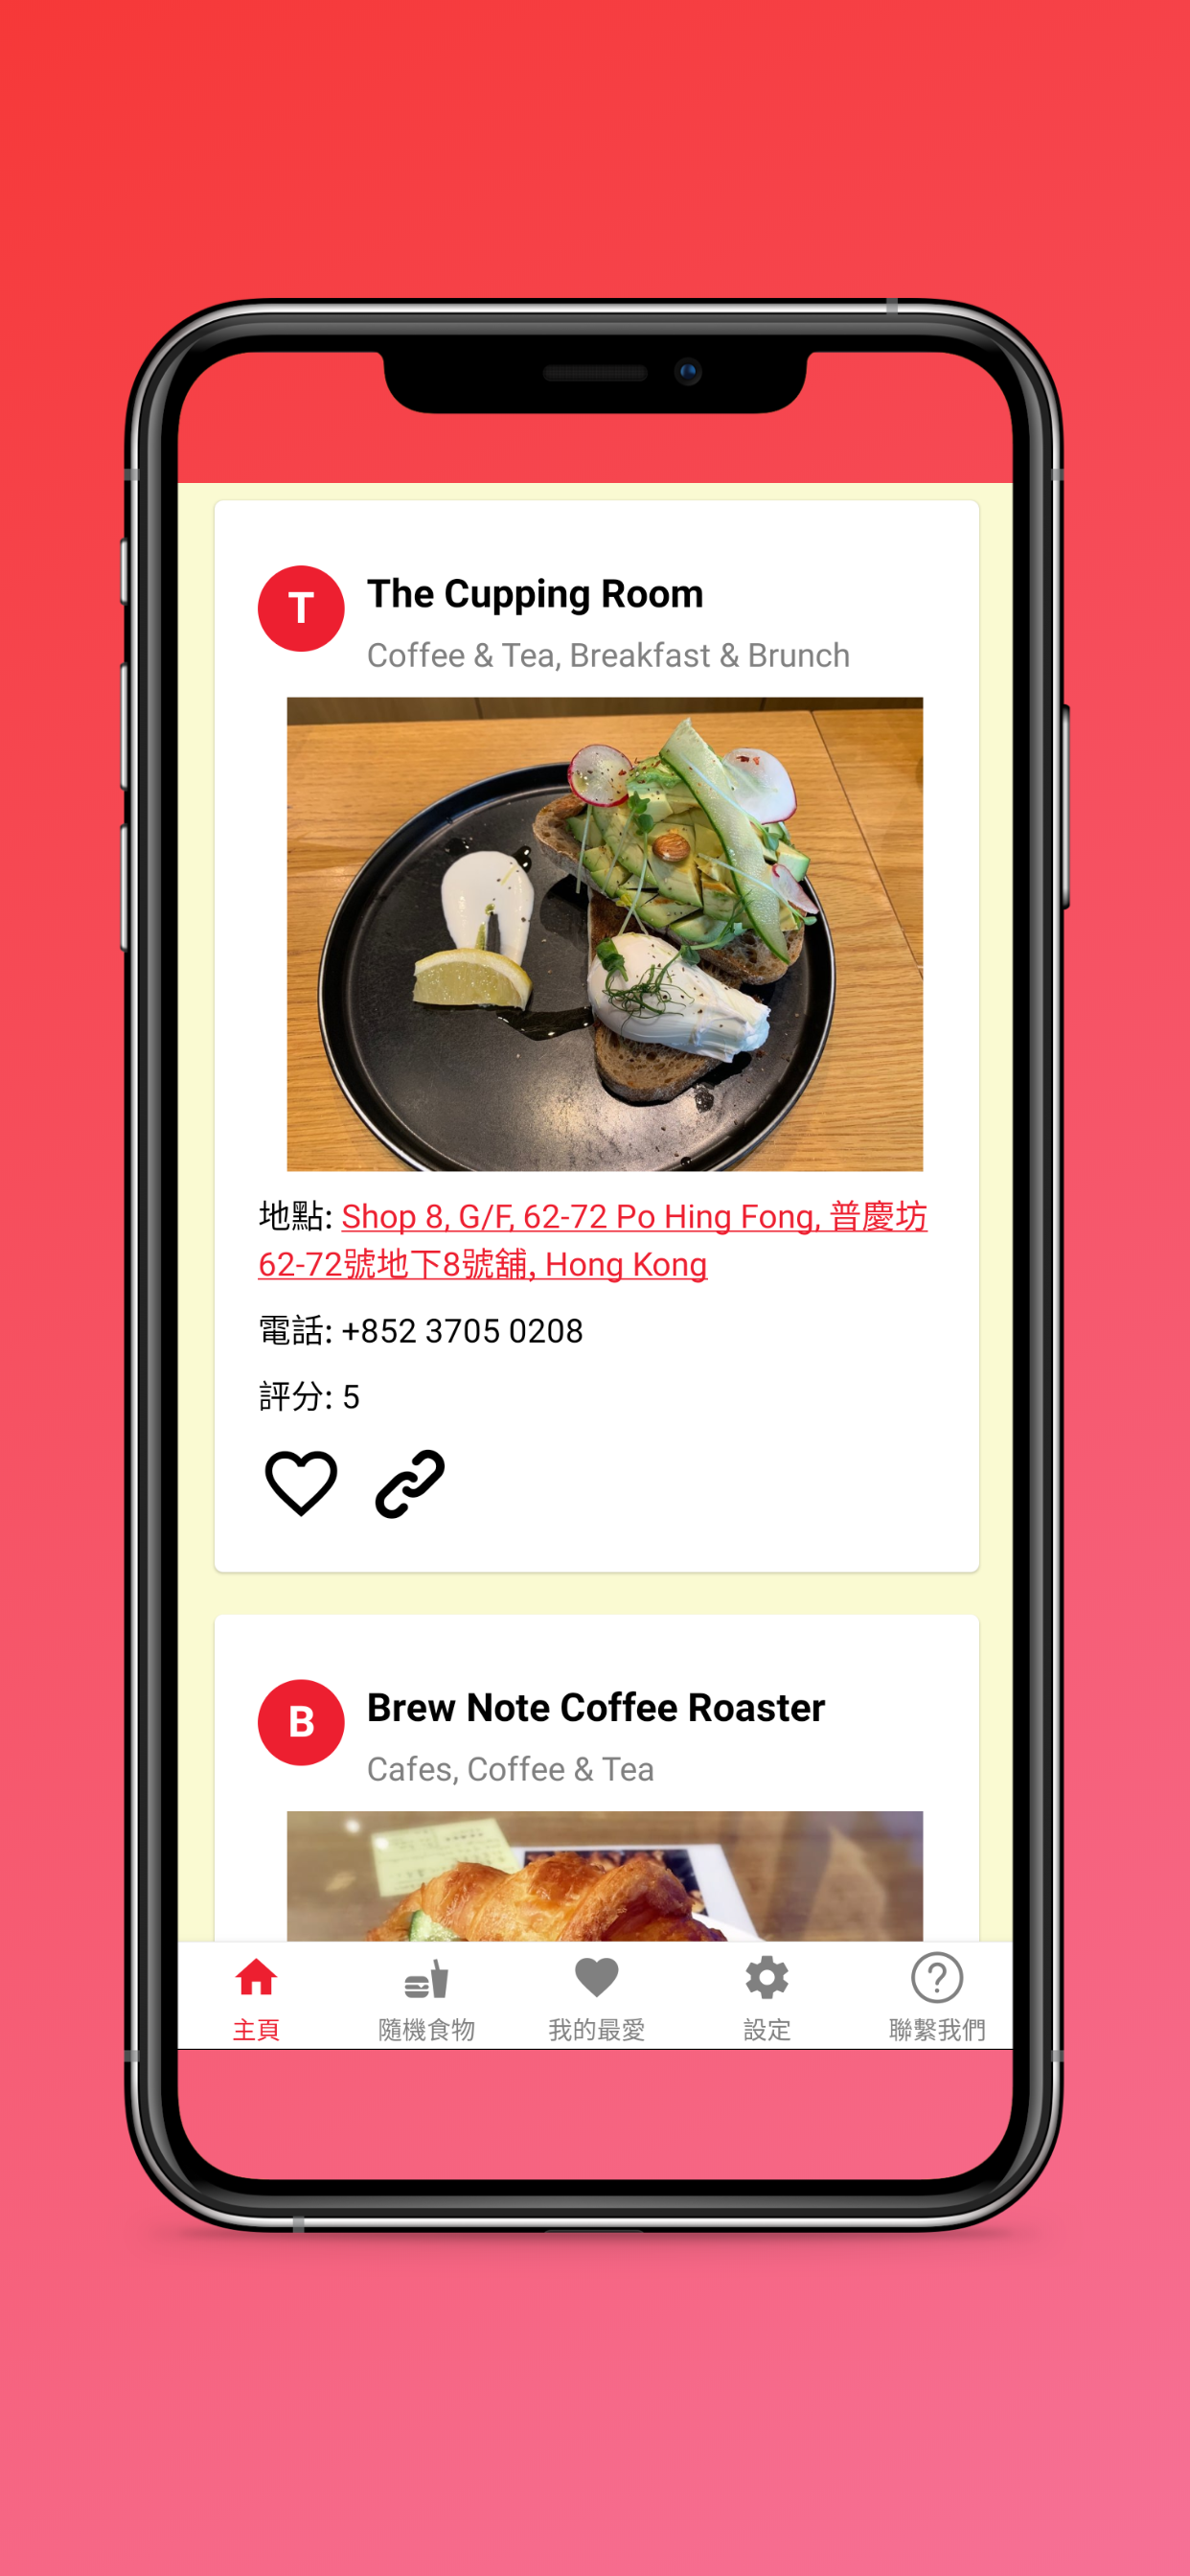 T
The Cupping Room
Coffee & Tea, Breakfast & Brunch
地點: Shop 8, G/F, 62-72 Po Hing Fong, 普慶坊
62-72號地下8號舖, Hong Kong
電話: +852 3705 0208
評分: 5
B
Brew Note Coffee Roaster
Cafes, Coffee & Tea
主頁
隨機食物
我的最愛
設定
聯繫我們